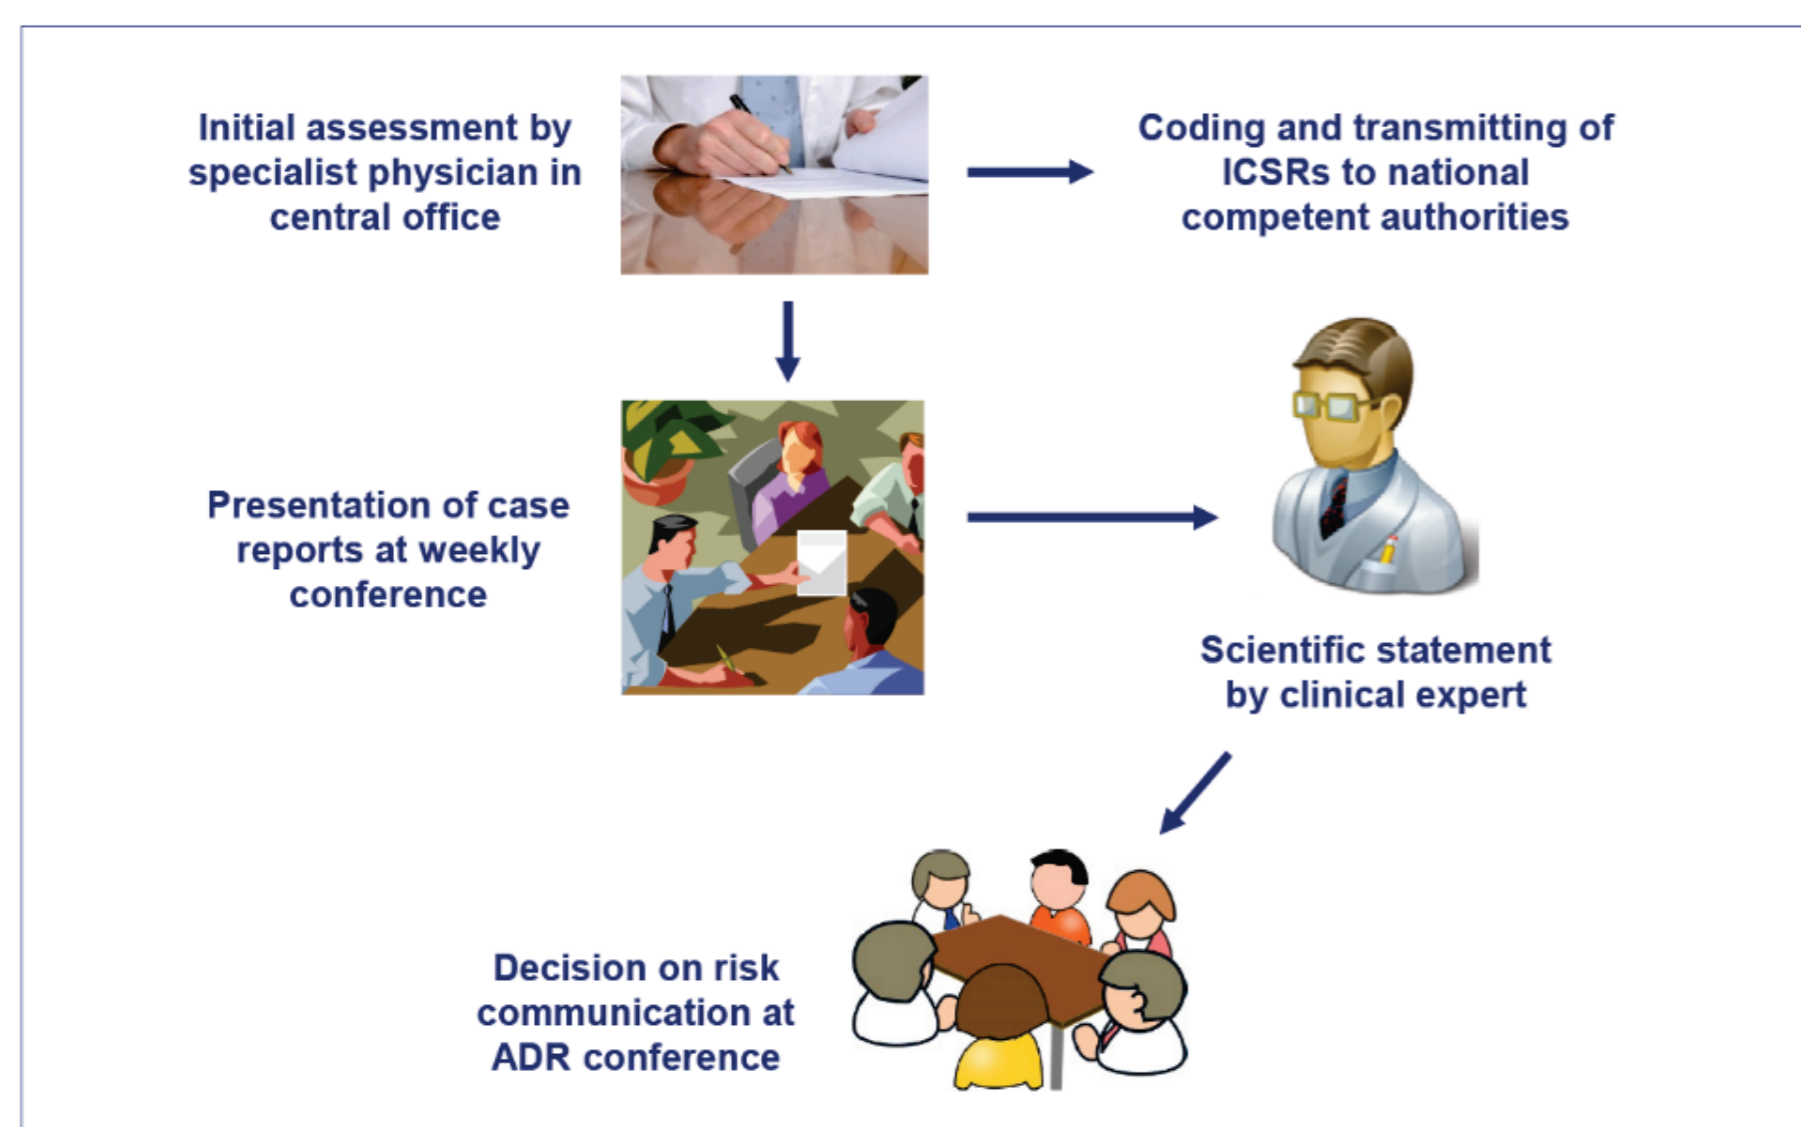 Initial assessment by
specialist physician in
central office
Coding and transmitting of
ICSRs to national
competent authorities
Presentation of case
reports at weekly
conference
Scientific statement
by clinical expert
Decision on risk
communication at
ADR conference